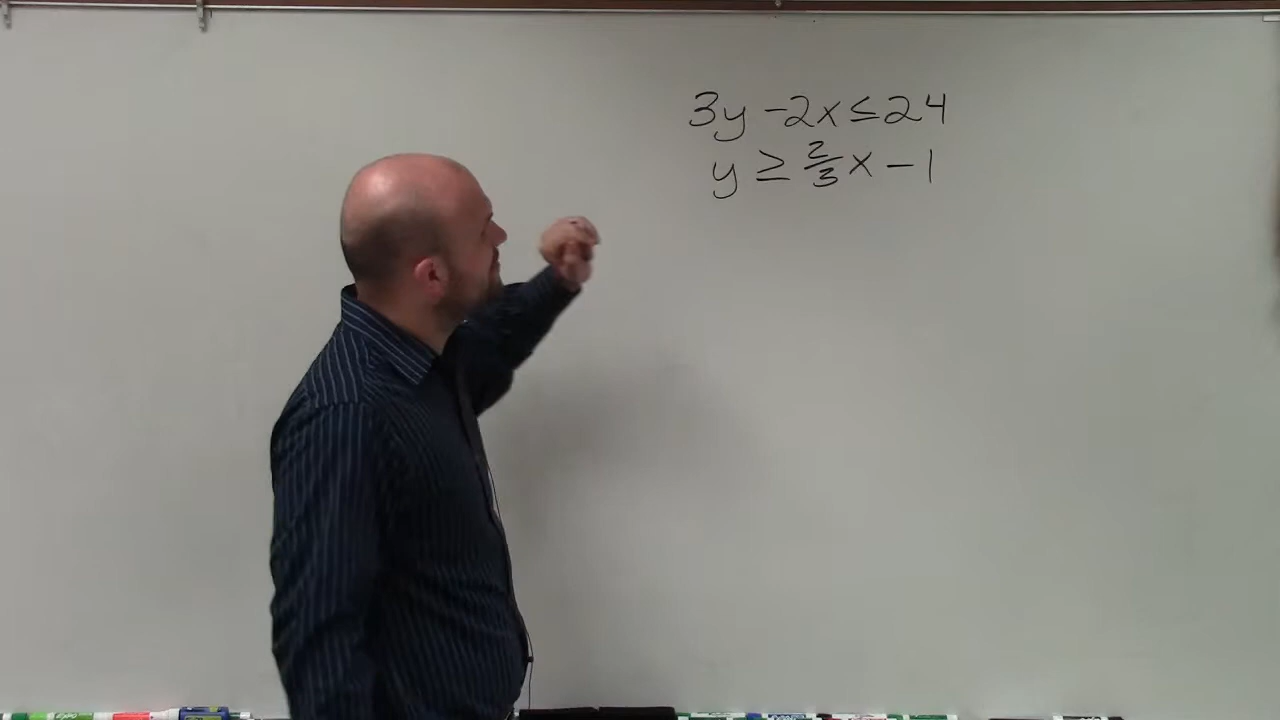 3y - 2x ≤ 24
y ≥ 2/3 x - 1